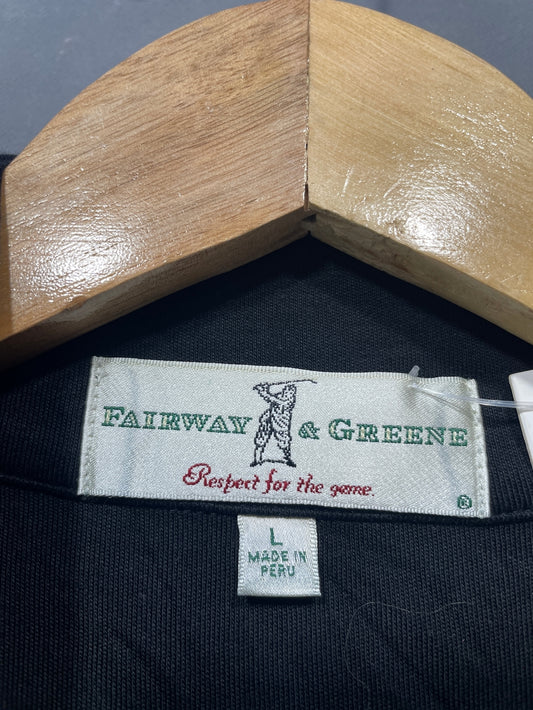 FAIRWAY & GREENE
Respect for the game.
®
L
MADE IN
PERU